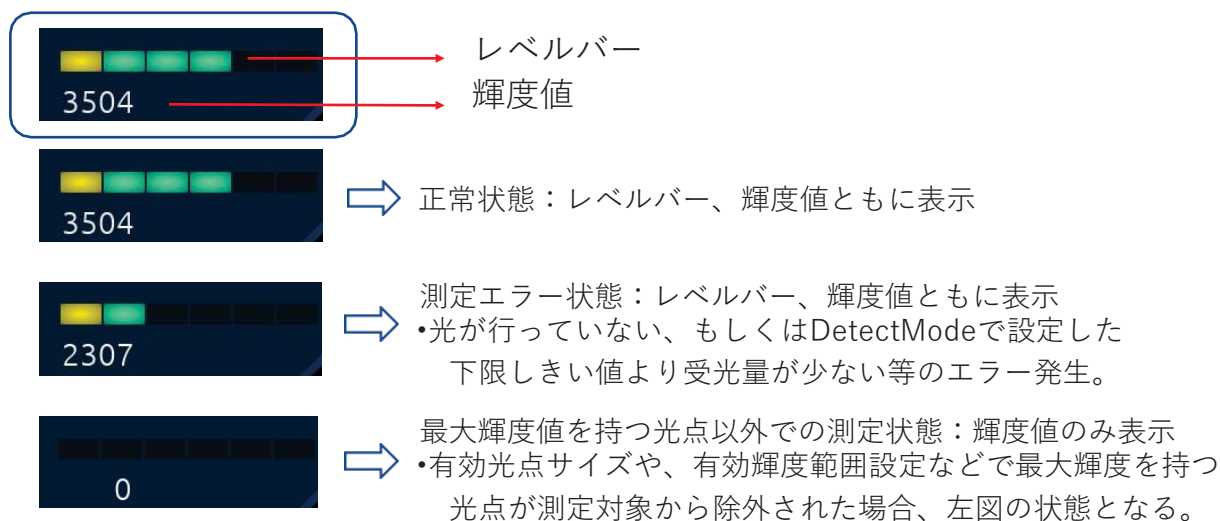 レベルバー
3504
輝度値
3504
正常状態：レベルバー、輝度値ともに表示
2307
測定エラー状態：レベルバー、輝度値ともに表示
•光が行っていない、もしくはDetectModeで設定した
下限しきい値より受光量が少ない等のエラー発生。
0
最大輝度値を持つ光点以外での測定状態：輝度値のみ表示
•有効光点サイズや、有効輝度範囲設定などで最大輝度を持つ
光点が測定対象から除外された場合、左図の状態となる。